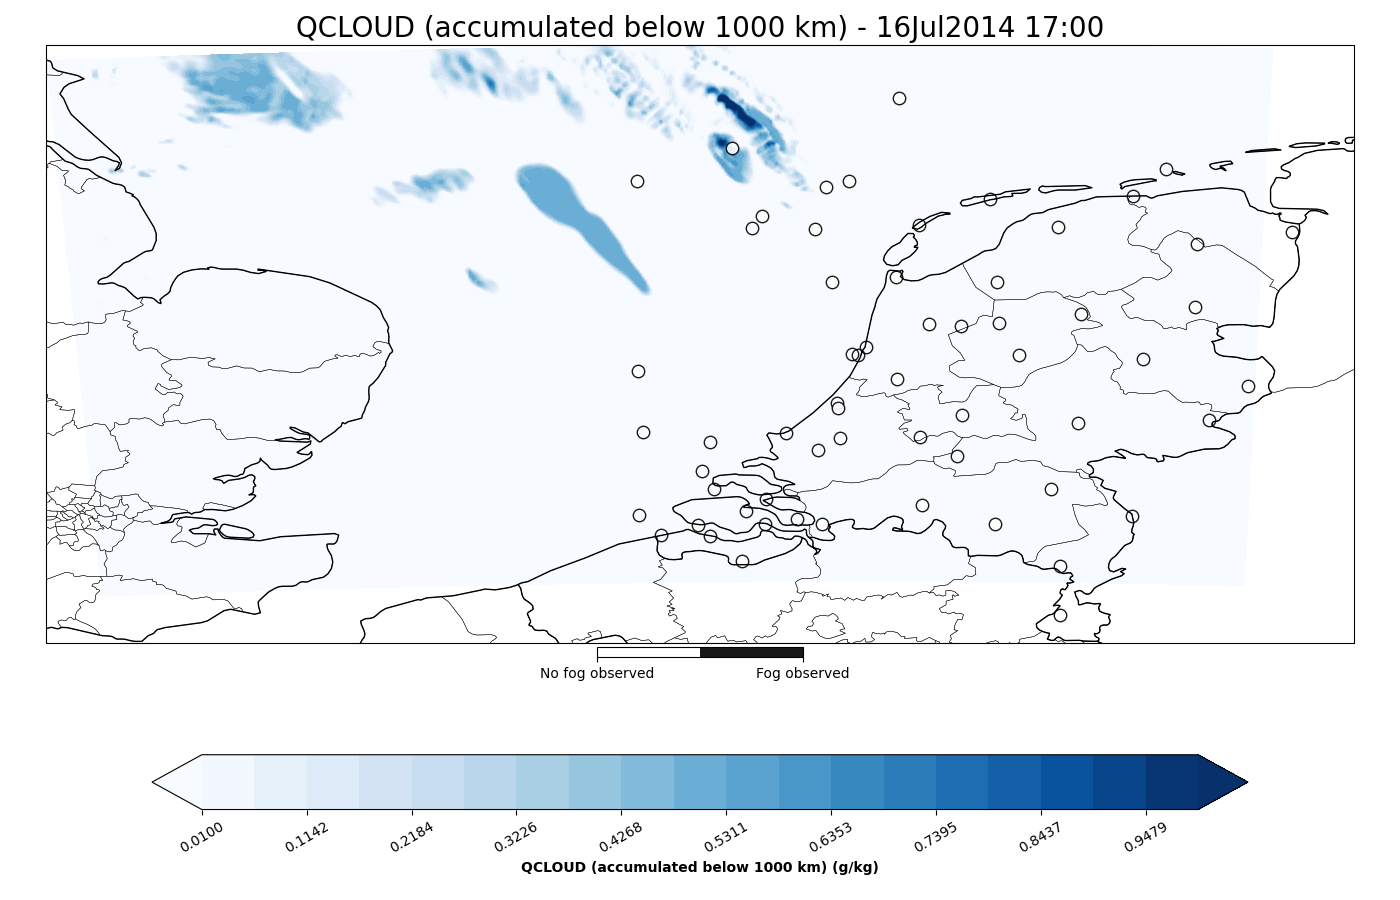 QCLOUD (accumulated below 1000 km) - 16Jul2014 17:00
No fog observed
Fog observed
0.0100
0.1142
0.2184
0.3226
0.4268
0.5311
0.6353
0.7395
0.8437
0.9479
QCLOUD (accumulated below 1000 km) (g/kg)